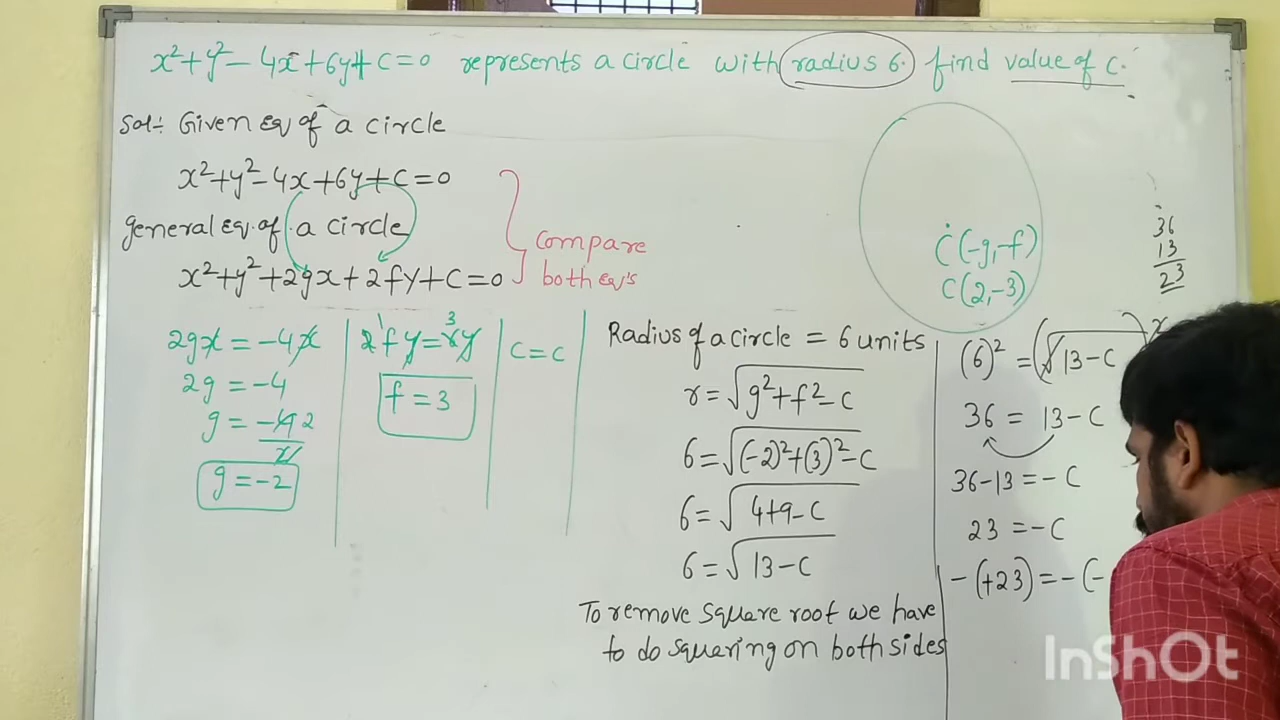 x²+y²-4x+6y+c=0 represents a circle with radius 6. find value of c.
Sol:- Given Eq of a circle
x²+y²-4x+6y+c=0
general Eq. of a circle
x²+y²+2gx+2fy+c=0
compare
both eq's
2gx=-4x
2g=-4
g=-4 2
2
g=-2
1 3
2fy=6y
f=3
c=c
C(-g,-f)
C(2,-3)
36
13
23
Radius of a circle = 6 units
r=√g²+f²-c
6=√(-2)²+(3)²-c
6=√4+9-c
6=√13-c
To remove square root we have
to do squaring on both sides
(6)²=(√13-c)²
36=13-c
36-13=-c
23=-c
-(+23)=-(-
InShOt